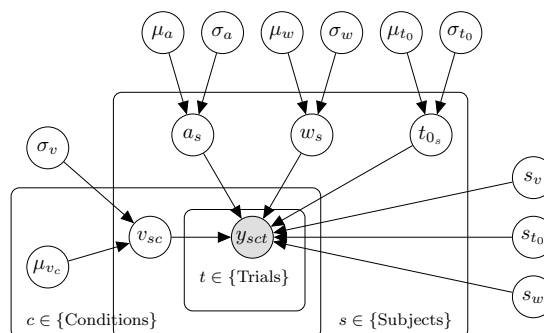 μ_a σ_a μ_w σ_w μ_{t_0} σ_{t_0}
a_s w_s t_{0_s}
σ_v
s_v
v_{sc} y_{sct} s_{t_0}
μ_{v_c}
t ∈ {Trials}
s_w
c ∈ {Conditions} s ∈ {Subjects}